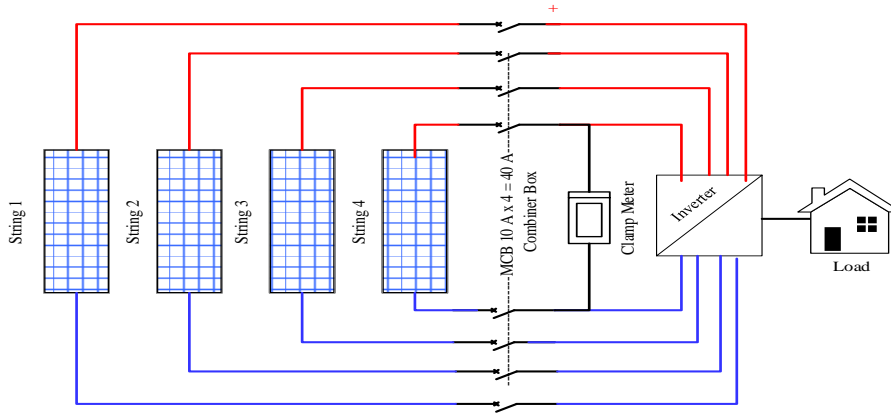 +
String 1
String 2
String 3
String 4
MCB 10 A x 4 = 40 A
Combiner Box
Clamp Meter
Inverter
Load